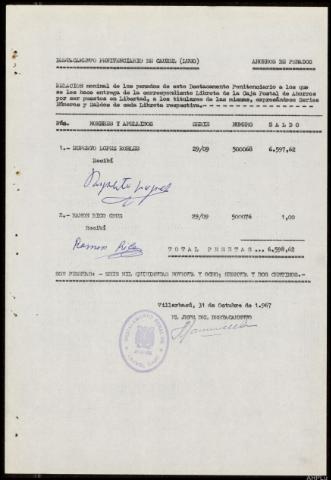 DESTACAMENTO PENITENCIARIO DE CAUREL (LUGO) AHORROS DE PENADOS
RELACION nominal de los penados de este Destacamento Penitenciario a los que
se les hace entrega de la correspondiente Libreta de la Caja Postal de Ahorros
por ser puestos en Libertad, a los titulares de las mismas, expresándose Series
Números y Saldos de cada Libreta respectiva.
NOMBRES Y APELLIDOS SERIE NUMERO SALDO
1.- LOPEZ ROBLES 29/09 500068 6.597,62
Recibí
2.- RAMON RICO CRUZ 29/09 500074 1,00
Recibí
Ramon Rico
TOTAL PESETAS... 6.598,62
SON PESETAS: - SEIS MIL QUINIENTAS NOVENTA Y OCHO; SESENTA Y DOS CENTIMOS.-
Villarbacú, 31 de Octubre de 1.967
EL JEFE DEL DESTACAMENTO